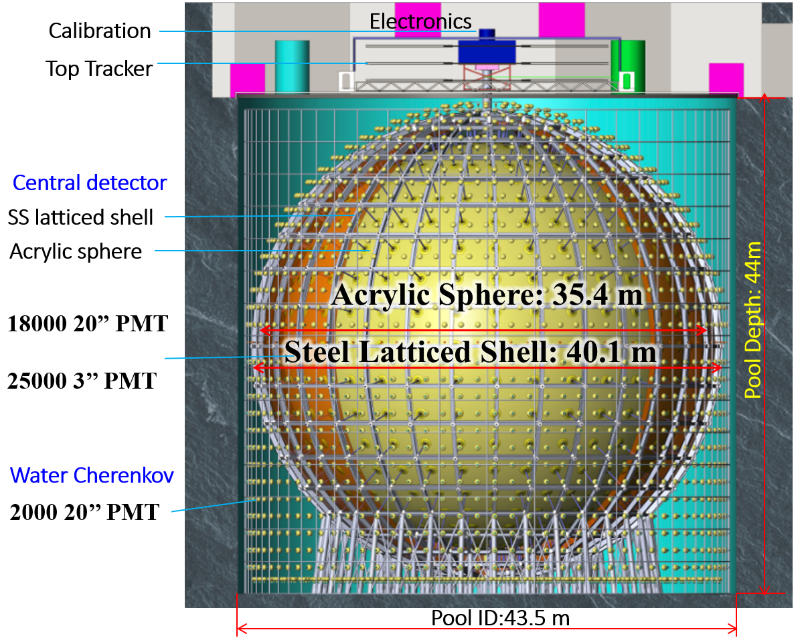 Electronics
Calibration
Top Tracker
Central detector
SS latticed shell
Acrylic sphere
Acrylic Sphere: 35.4 m
18000 20” PMT
Steel Latticed Shell: 40.1 m
25000 3” PMT
Pool Depth: 44m
Water Cherenkov
2000 20” PMT
Pool ID:43.5 m